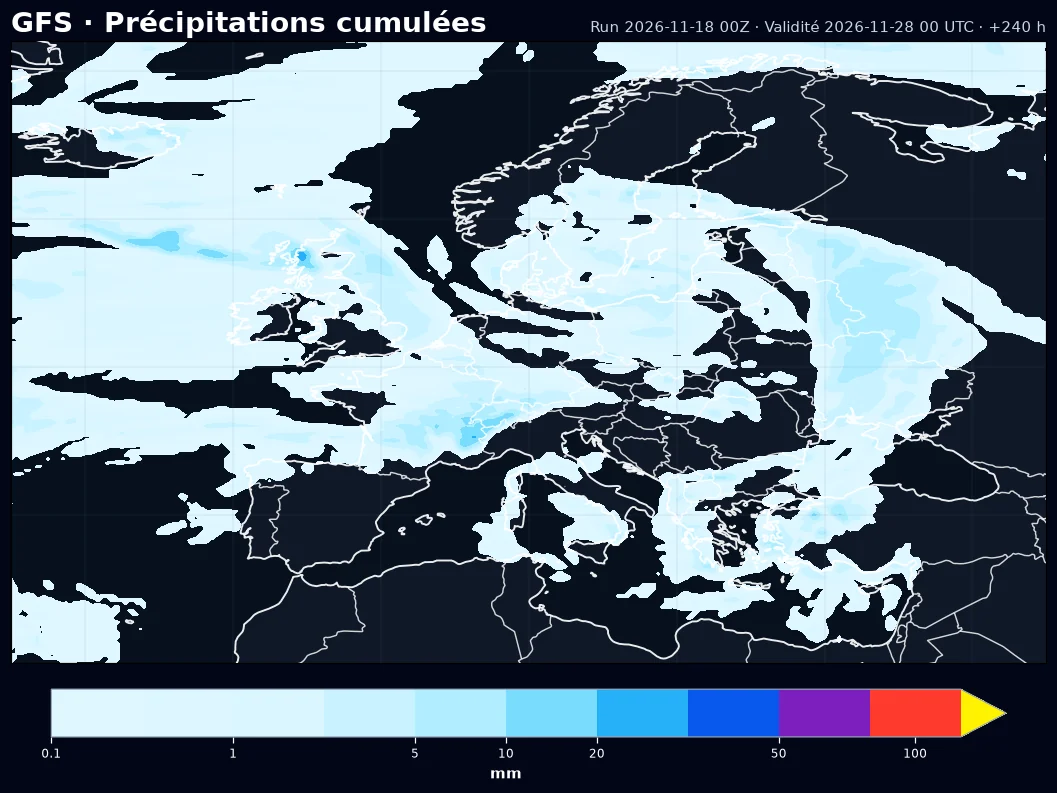 GFS · Précipitations cumulées
Run 2026-11-18 00Z · Validité 2026-11-28 00 UTC · +240 h
0.1 1 5 10 20 50 100
mm